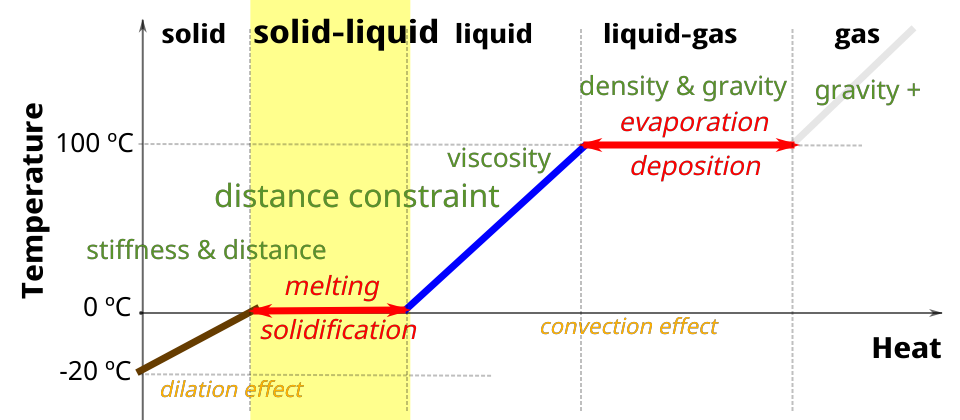 solid
solid-liquid
liquid
liquid-gas
gas
density & gravity
gravity +
evaporation
100 ºC
viscosity
deposition
distance constraint
Temperature
stiffness & distance
melting
0 ºC
solidification
convection effect
Heat
-20 ºC
dilation effect